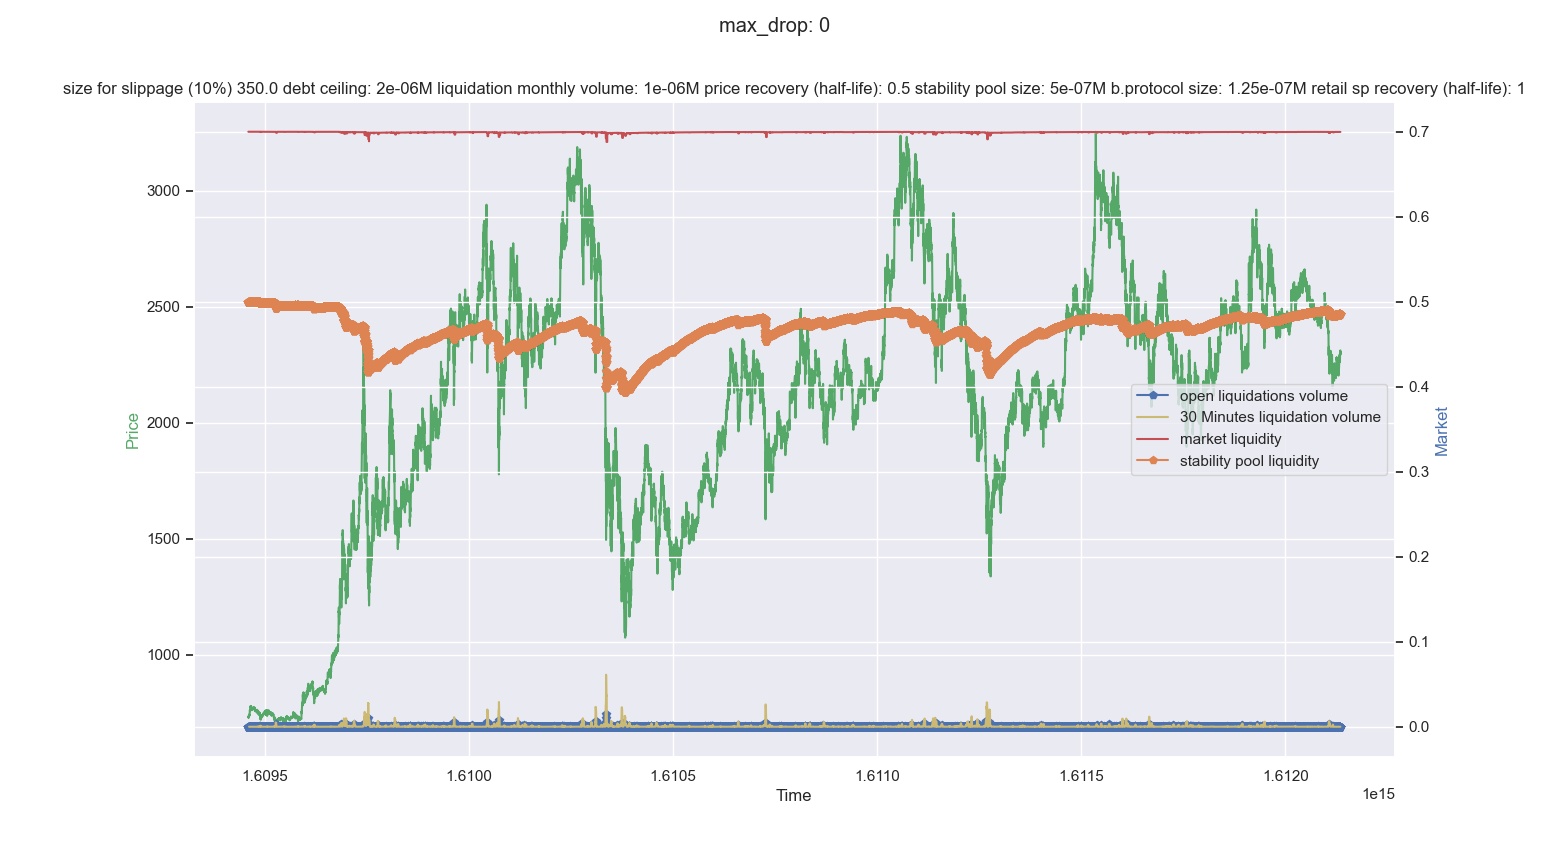 max_drop: 0
size for slippage (10%) 350.0 debt ceiling: 2e-06M liquidation monthly volume: 1e-06M price recovery (half-life): 0.5 stability pool size: 5e-07M b.protocol size: 1.25e-07M retail sp recovery (half-life): 1
0.7
3000
0.6
2500
0.5
0.4
open liquidations volume
30 Minutes liquidation volume
market liquidity
stability pool liquidity
Price
2000
Market
0.3
1500
0.2
1000
0.1
0.0
1.6095 1.6100 1.6105 1.6110 1.6115 1.6120
Time
1e15